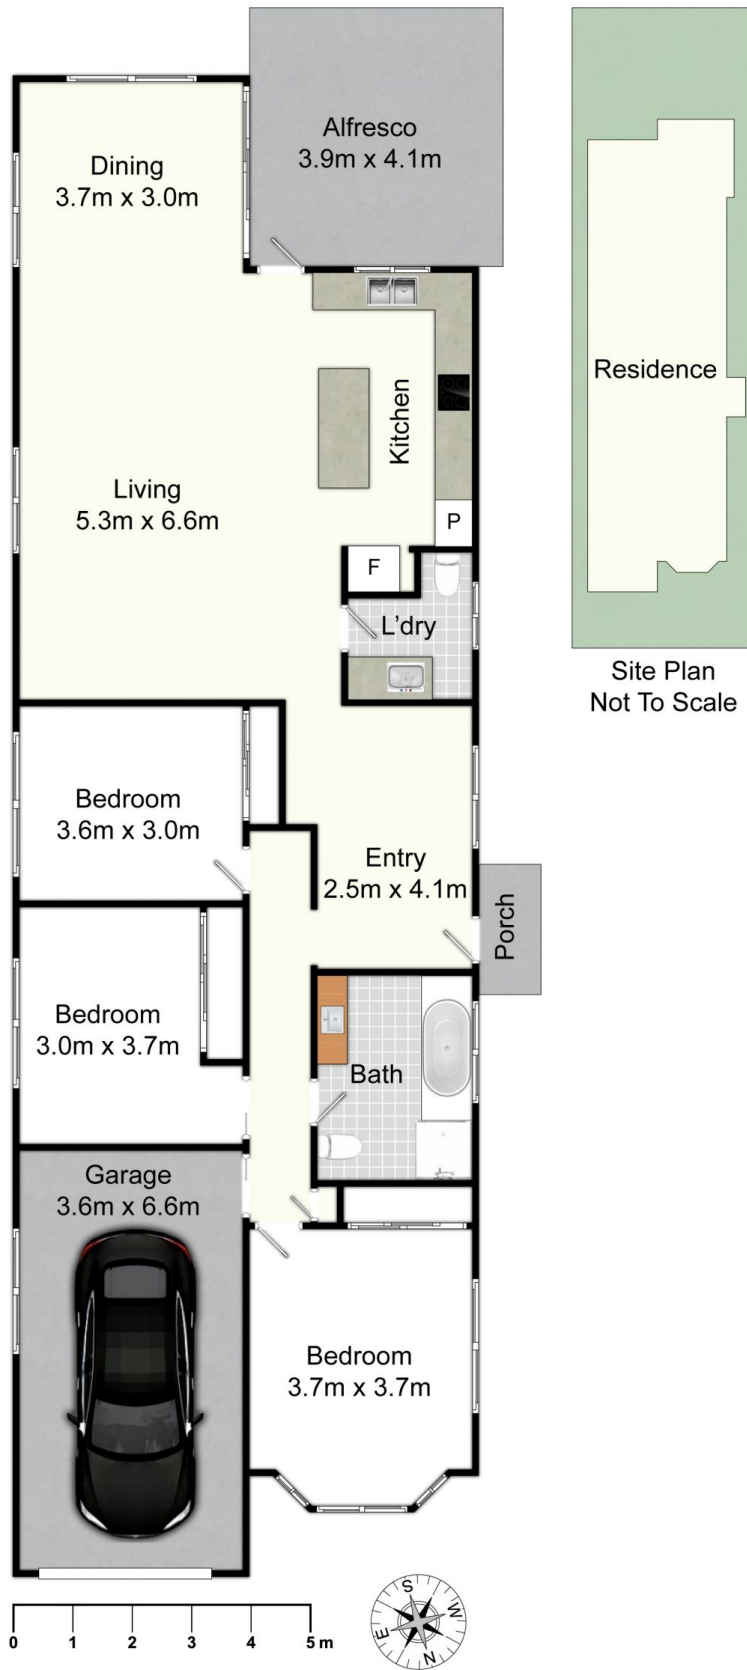 Alfresco
3.9m x 4.1m
Dining
3.7m x 3.0m
Residence
Kitchen
Living
5.3m x 6.6m
P
F
L'dry
Site Plan
Not To Scale
Bedroom
3.6m x 3.0m
Entry
2.5m x 4.1m
Porch
Bedroom
3.0m x 3.7m
Bath
Garage
3.6m x 6.6m
Bedroom
3.7m x 3.7m
0 1 2 3 4 5 m
S
W
E
N